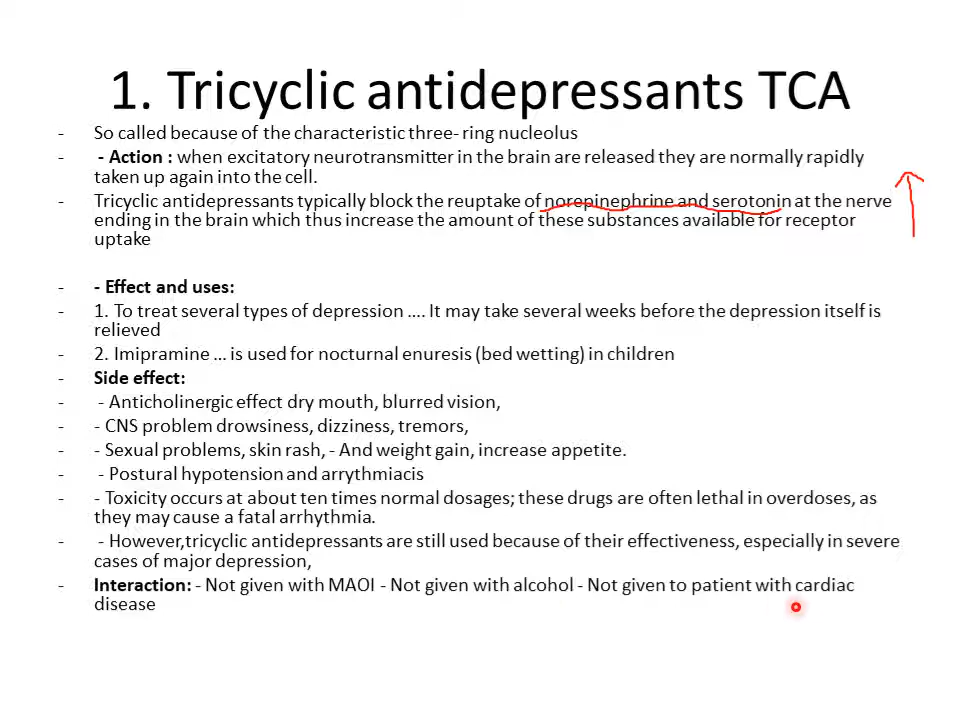 1. Tricyclic antidepressants TCA
- So called because of the characteristic three- ring nucleolus
- - Action : when excitatory neurotransmitter in the brain are released they are normally rapidly
taken up again into the cell.
- Tricyclic antidepressants typically block the reuptake of norepinephrine and serotonin at the nerve
ending in the brain which thus increase the amount of these substances available for receptor
uptake
- - Effect and uses:
- 1. To treat several types of depression .... It may take several weeks before the depression itself is
relieved
- 2. Imipramine ... is used for nocturnal enuresis (bed wetting) in children
- Side effect:
- - Anticholinergic effect dry mouth, blurred vision,
- - CNS problem drowsiness, dizziness, tremors,
- - Sexual problems, skin rash, - And weight gain, increase appetite.
- - Postural hypotension and arrythmiacis
- - Toxicity occurs at about ten times normal dosages; these drugs are often lethal in overdoses, as
they may cause a fatal arrhythmia.
- - However,tricyclic antidepressants are still used because of their effectiveness, especially in severe
cases of major depression,
- Interaction: - Not given with MAOI - Not given with alcohol - Not given to patient with cardiac
disease